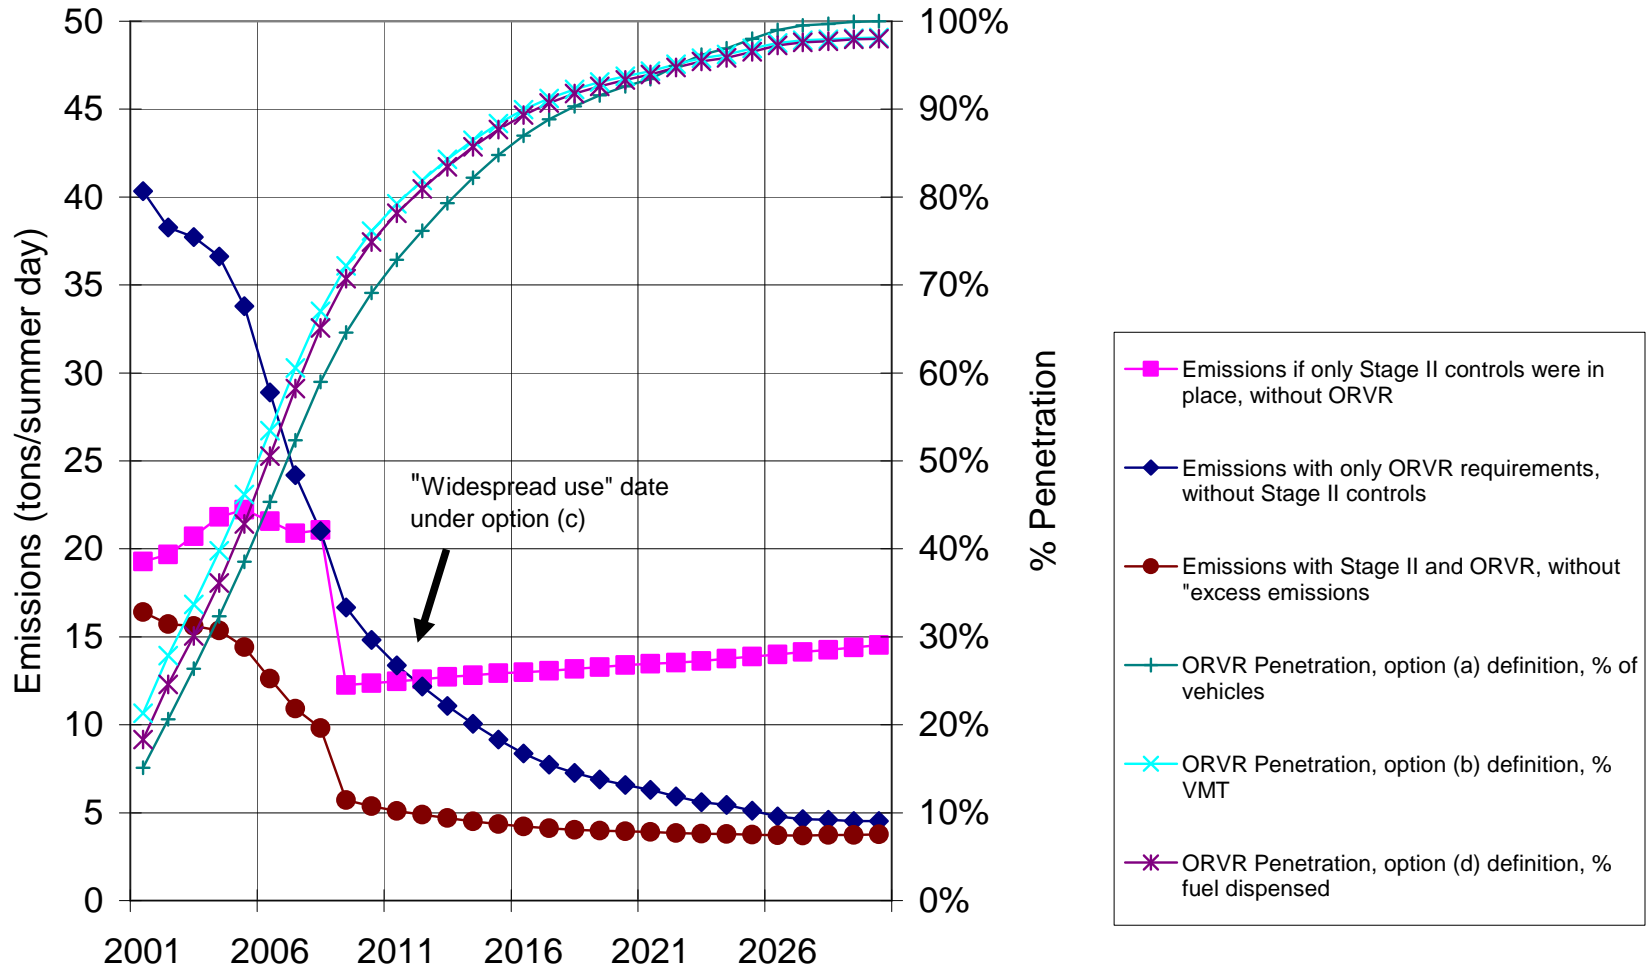 50
45
40
35
30
25
20
15
10
5
0
Emissions (tons/summer day)
100%
90%
80%
70%
60%
50%
40%
30%
20%
10%
0%
% Penetration
2001 2006 2011 2016 2021 2026
"Widespread use" date
under option (c)
Emissions if only Stage II controls were in
place, without ORVR
Emissions with only ORVR requirements,
without Stage II controls
Emissions with Stage II and ORVR, without
"excess emissions
ORVR Penetration, option (a) definition, % of
vehicles
ORVR Penetration, option (b) definition, %
VMT
ORVR Penetration, option (d) definition, %
fuel dispensed